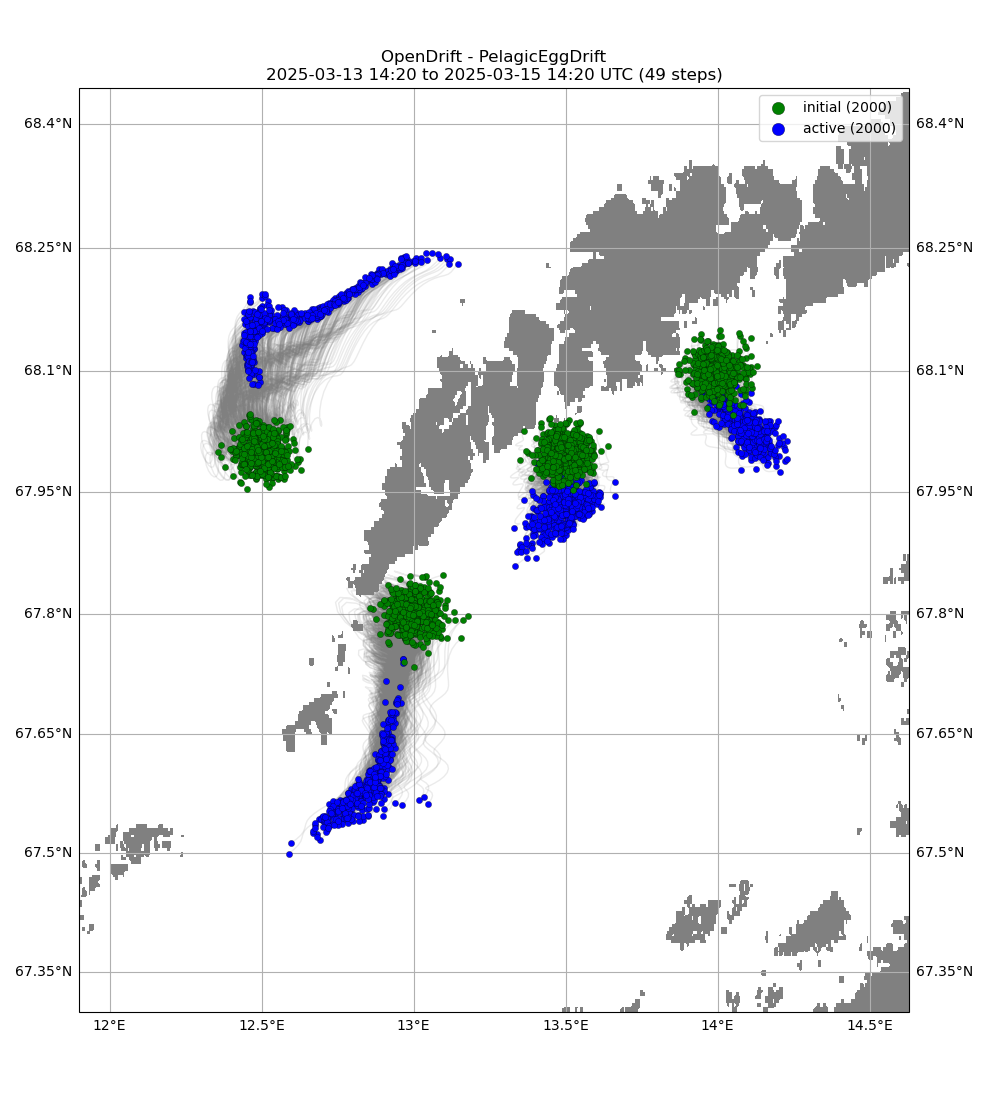 OpenDrift - PelagicEggDrift
2025-03-13 14:20 to 2025-03-15 14:20 UTC (49 steps)
initial (2000)
active (2000)
68.4°N
68.4°N
68.25°N
68.25°N
68.1°N
68.1°N
67.95°N
67.95°N
67.8°N
67.8°N
67.65°N
67.65°N
67.5°N
67.5°N
67.35°N
67.35°N
12°E
12.5°E
13°E
13.5°E
14°E
14.5°E